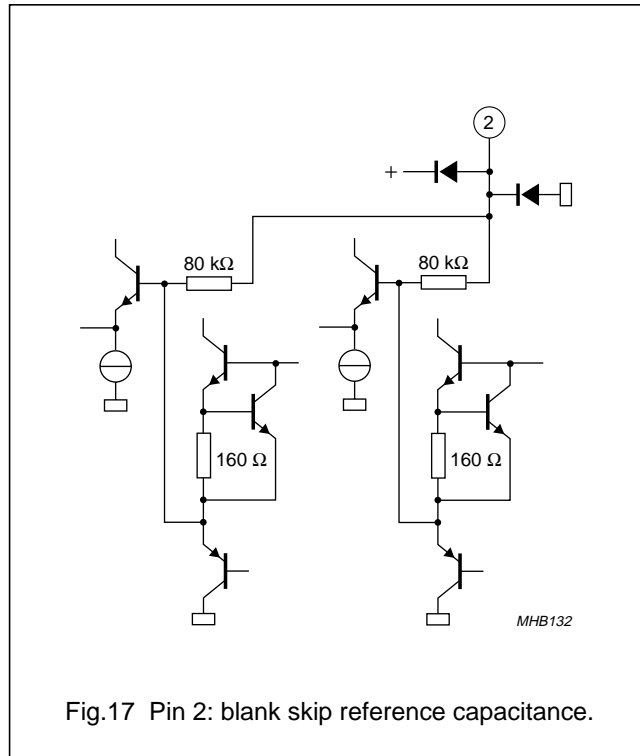 2
+
80 kΩ
80 kΩ
160 Ω
160 Ω
MHB132
Fig.17 Pin 2: blank skip reference capacitance.